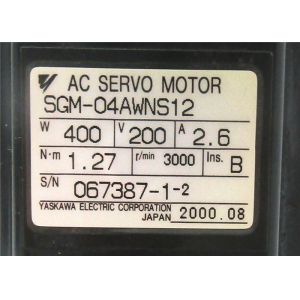 AC SERVO MOTOR
SGM-04AWNS12
W 400 V 200 A 2.6
N·m 1.27 r/min 3000 Ins. B
S/N 067387-1-2
YASKAWA ELECTRIC CORPORATION
JAPAN 2000.08